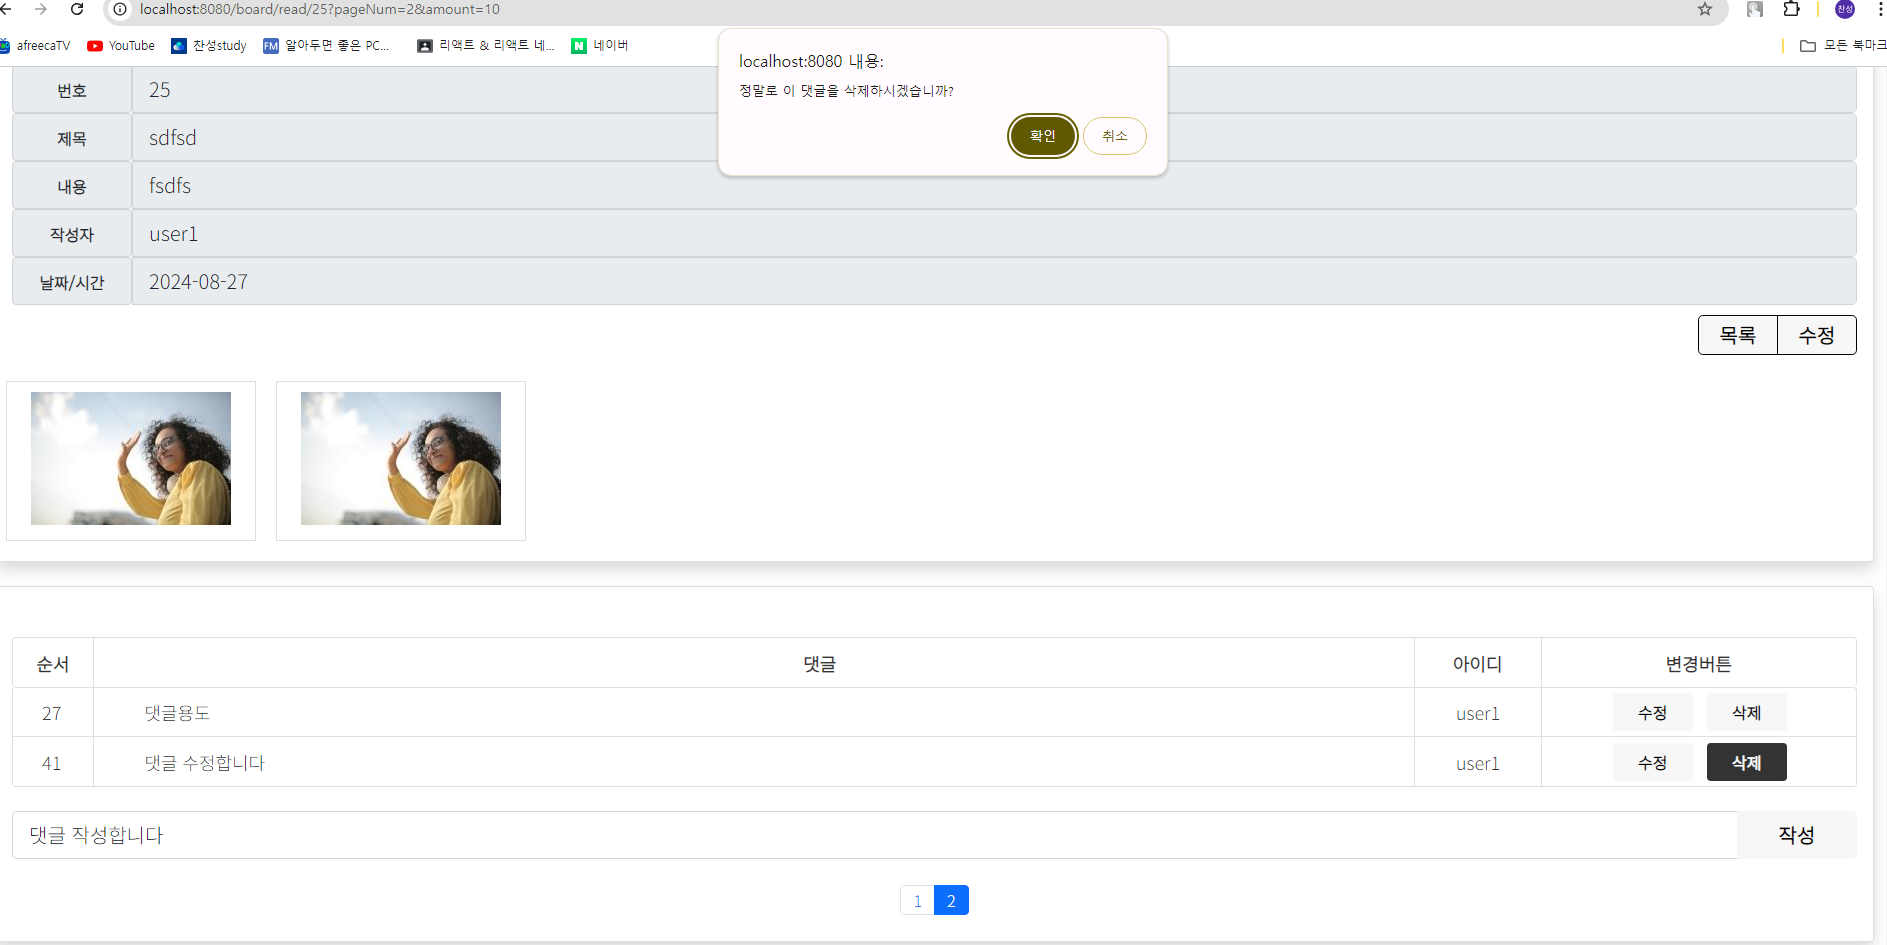 localhost:8080/board/read/25?pageNum=2&amount=10
찬성
afreecaTV YouTube 찬성study FM 알아두면 좋은 PC... 리액트 & 리액트 네... N 네이버 모든 북마크
localhost:8080 내용:
정말로 이 댓글을 삭제하시겠습니까?
확인 취소
번호 25
제목 sdfsd
내용 fsdfs
작성자 user1
날짜/시간 2024-08-27
목록 수정
순서 댓글 아이디 변경버튼
27 댓글용도 user1 수정 삭제
41 댓글 수정합니다 user1 수정 삭제
댓글 작성합니다 작성
1 2